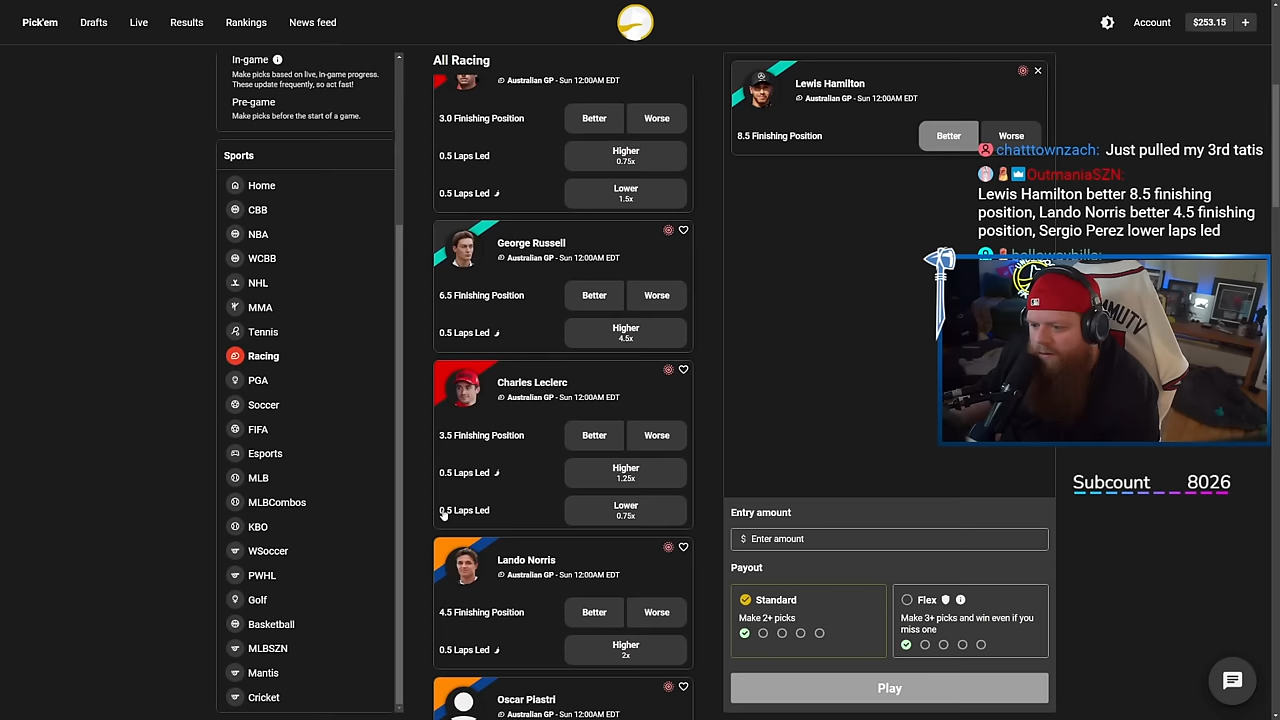 Pick'em
Drafts
Live
Results
Rankings
News feed
Account
$253.15
+
In-game
Make picks based on live, in-game progress.
These update frequently, so act fast!
Pre-game
Make picks before the start of a game.
Sports
Home
CBB
NBA
WCBB
NHL
MMA
Tennis
Racing
PGA
Soccer
FIFA
Esports
MLB
MLBCombos
KBO
WSoccer
PWHL
Golf
Basketball
MLBSZN
Mantis
Cricket
All Racing
Australian GP - Sun 12:00AM EDT
3.0 Finishing Position
Better
Worse
0.5 Laps Led
Higher
0.75x
0.5 Laps Led
Lower
1.5x
George Russell
Australian GP - Sun 12:00AM EDT
6.5 Finishing Position
Better
Worse
0.5 Laps Led
Higher
4.5x
Charles Leclerc
Australian GP - Sun 12:00AM EDT
3.5 Finishing Position
Better
Worse
0.5 Laps Led
Higher
1.25x
0.5 Laps Led
Lower
0.75x
Lando Norris
Australian GP - Sun 12:00AM EDT
4.5 Finishing Position
Better
Worse
0.5 Laps Led
Higher
2x
Oscar Piastri
Australian GP - Sun 12:00AM EDT
Lewis Hamilton
Australian GP - Sun 12:00AM EDT
8.5 Finishing Position
Better
Worse
chatttownzach: Just pulled my 3rd tatis
OutmaniaSZN:
Lewis Hamilton better 8.5 finishing
position, Lando Norris better 4.5 finishing
position, Sergio Perez lower laps led
Subcount 8026
Entry amount
$ Enter amount
Payout
Standard
Make 2+ picks
Flex
Make 3+ picks and win even if you
miss one
Play